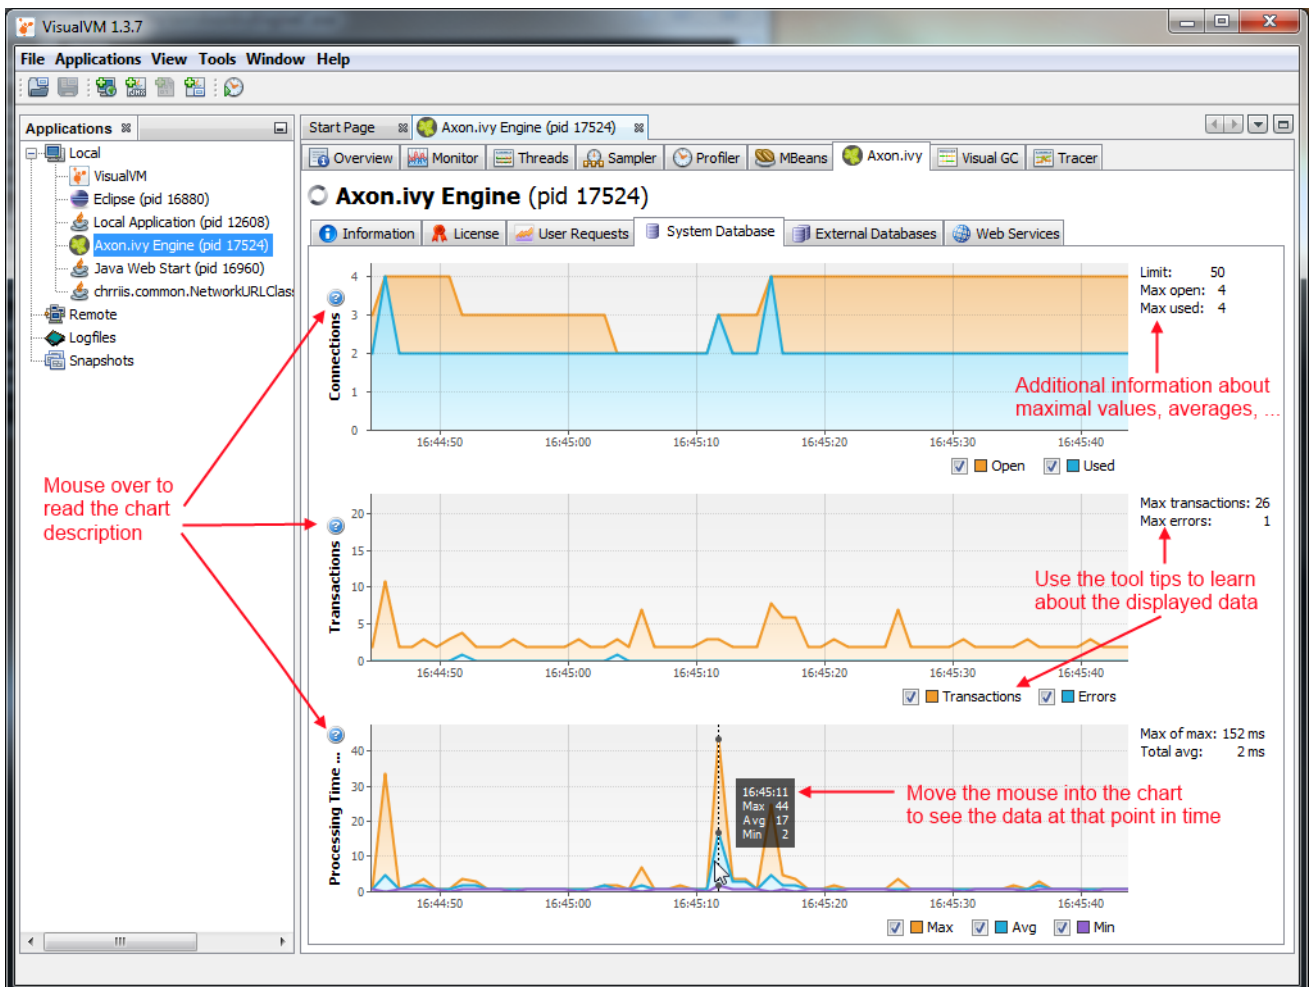 VisualVM 1.3.7
File Applications View Tools Window Help
Applications
Local
VisualVM
Eclipse (pid 16880)
Local Application (pid 12608)
Axon.ivy Engine (pid 17524)
Java Web Start (pid 16960)
chrriis.common.NetworkURLClass
Remote
Logfiles
Snapshots
Start Page
Axon.ivy Engine (pid 17524)
Overview Monitor Threads Sampler Profiler MBeans Axon.ivy Visual GC Tracer
Axon.ivy Engine (pid 17524)
Information License User Requests System Database External Databases Web Services
Connections
4
3
2
1
0
16:44:50 16:45:00 16:45:10 16:45:20 16:45:30 16:45:40
Open Used
Limit: 50
Max open: 4
Max used: 4
Additional information about
maximal values, averages, ...
Mouse over to
read the chart
description
Transactions
20
15
10
5
0
16:44:50 16:45:00 16:45:10 16:45:20 16:45:30 16:45:40
Transactions Errors
Max transactions: 26
Max errors: 1
Use the tool tips to learn
about the displayed data
Processing Time ...
40
30
20
10
0
16:44:50 16:45:00 16:45:10 16:45:20 16:45:30 16:45:40
Max Avg Min
Max of max: 152 ms
Total avg: 2 ms
16:45:11
Max 44
Avg 17
Min 2
Move the mouse into the chart
to see the data at that point in time